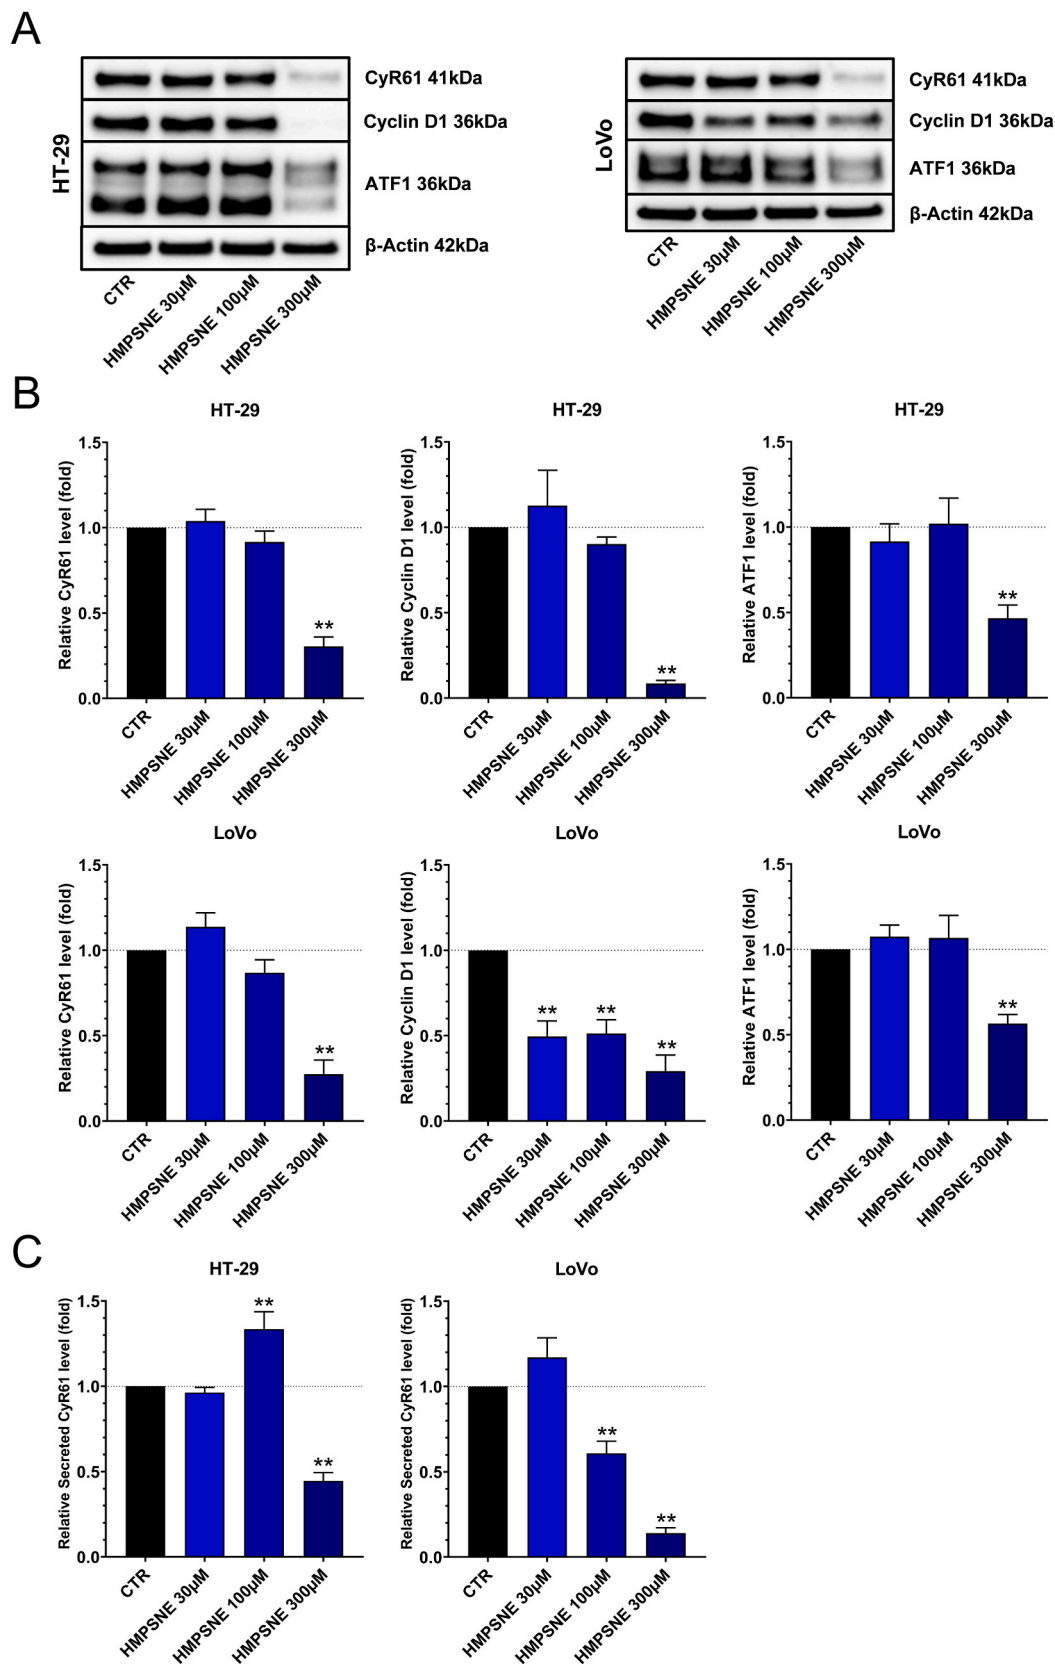 A
HT-29
CyR61 41kDa
Cyclin D1 36kDa
ATF1 36kDa
β-Actin 42kDa
CTR
HMPSNE 30µM
HMPSNE 100µM
HMPSNE 300µM
LoVo
CyR61 41kDa
Cyclin D1 36kDa
ATF1 36kDa
β-Actin 42kDa
CTR
HMPSNE 30µM
HMPSNE 100µM
HMPSNE 300µM
B
HT-29
Relative CyR61 level (fold)
1.5
1.0
0.5
0.0
**
CTR
HMPSNE 30µM
HMPSNE 100µM
HMPSNE 300µM
HT-29
Relative Cyclin D1 level (fold)
1.5
1.0
0.5
0.0
**
CTR
HMPSNE 30µM
HMPSNE 100µM
HMPSNE 300µM
HT-29
Relative ATF1 level (fold)
1.5
1.0
0.5
0.0
**
CTR
HMPSNE 30µM
HMPSNE 100µM
HMPSNE 300µM
LoVo
Relative CyR61 level (fold)
1.5
1.0
0.5
0.0
**
CTR
HMPSNE 30µM
HMPSNE 100µM
HMPSNE 300µM
LoVo
Relative Cyclin D1 level (fold)
1.5
1.0
0.5
0.0
**
**
**
CTR
HMPSNE 30µM
HMPSNE 100µM
HMPSNE 300µM
LoVo
Relative ATF1 level (fold)
1.5
1.0
0.5
0.0
**
CTR
HMPSNE 30µM
HMPSNE 100µM
HMPSNE 300µM
C
HT-29
Relative Secreted CyR61 level (fold)
1.5
1.0
0.5
0.0
**
**
CTR
HMPSNE 30µM
HMPSNE 100µM
HMPSNE 300µM
LoVo
Relative Secreted CyR61 level (fold)
1.5
1.0
0.5
0.0
**
**
CTR
HMPSNE 30µM
HMPSNE 100µM
HMPSNE 300µM